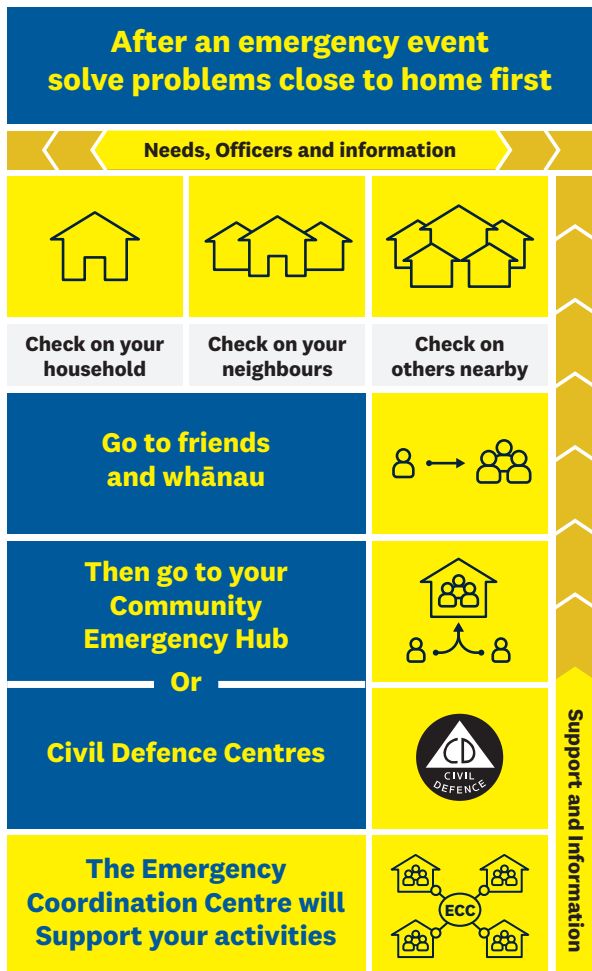 After an emergency event
solve problems close to home first
Needs, Officers and information
Check on your
household
Check on your
neighbours
Check on
others nearby
Go to friends
and whānau
Then go to your
Community
Emergency Hub
Or
Civil Defence Centres
CD
CIVIL
DEFENCE
The Emergency
Coordination Centre will
Support your activities
ECC
Support and Information